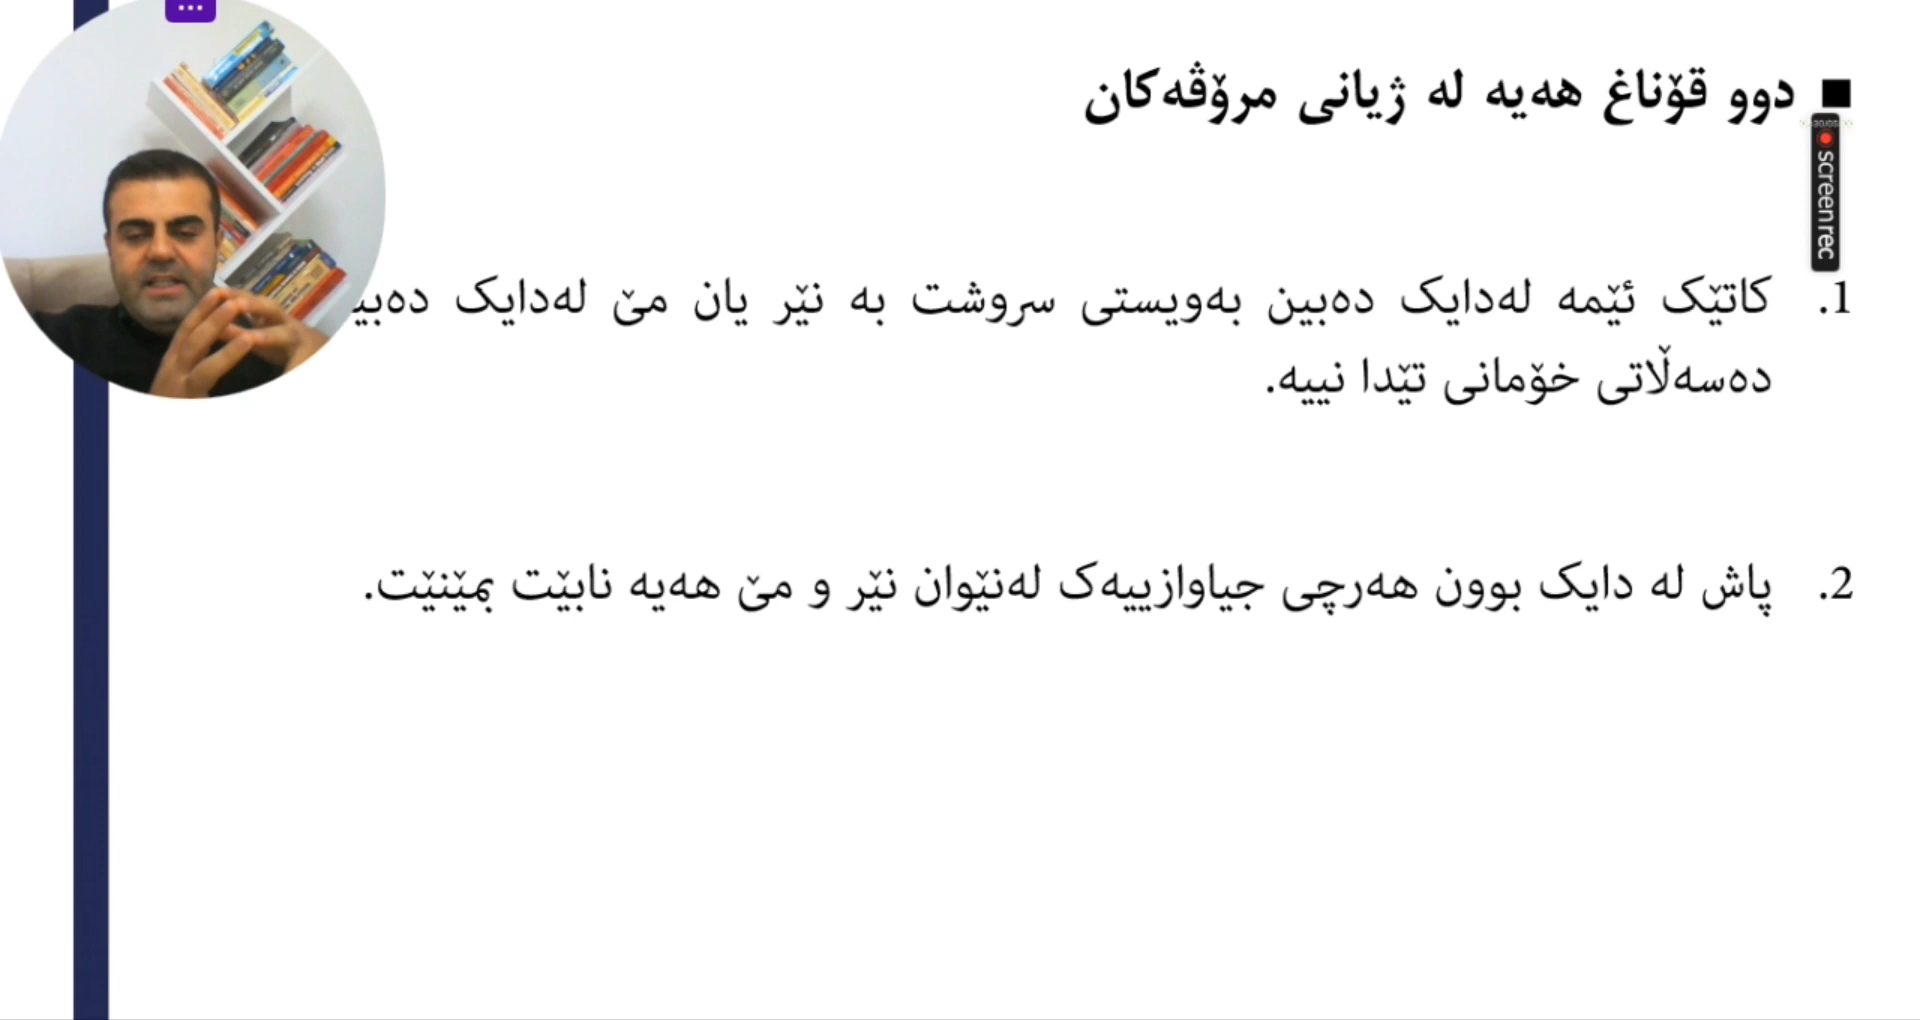 ■ دوو قۆناغ هەیە لە ژیانی مرۆڤەکان
screenrec
1. کاتێک ئێمە لەدایک دەبین بەویستی سروشت بە نێر یان مێ لەدایک
دەسەڵاتی خۆمانی تێدا نییە.
2. پاش لە دایک بوون هەرچی جیاوازییەک لەنێوان نێر و مێ هەیە نابێت بمێنێت.